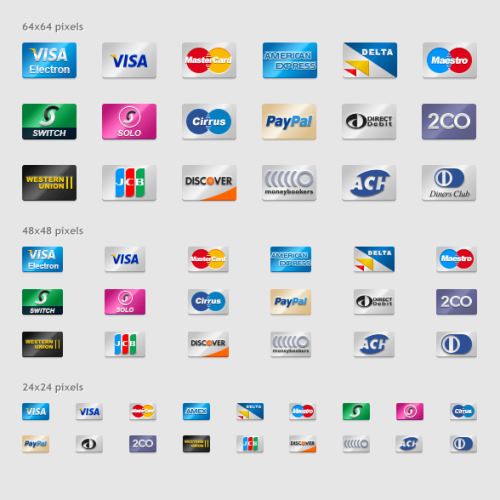 64x64 pixels
VISA
Electron
VISA
MasterCard
AMERICAN
EXPRESS
DELTA
Maestro
SWITCH
SOLO
Cirrus
PayPal
DIRECT
Debit
2CO
WESTERN
UNION
JCB
DISCOVER
moneybookers
ACH
Diners Club
48x48 pixels
VISA
Electron
VISA
MasterCard
AMERICAN
EXPRESS
DELTA
Maestro
SWITCH
SOLO
Cirrus
PayPal
DIRECT
Debit
2CO
WESTERN
UNION
JCB
DISCOVER
moneybookers
ACH
24x24 pixels
VISA
VISA
MasterCard
AMEX
DELTA
Maestro
Cirrus
PayPal
2CO
WESTERN
UNION
JCB
DISCOVER
ACH